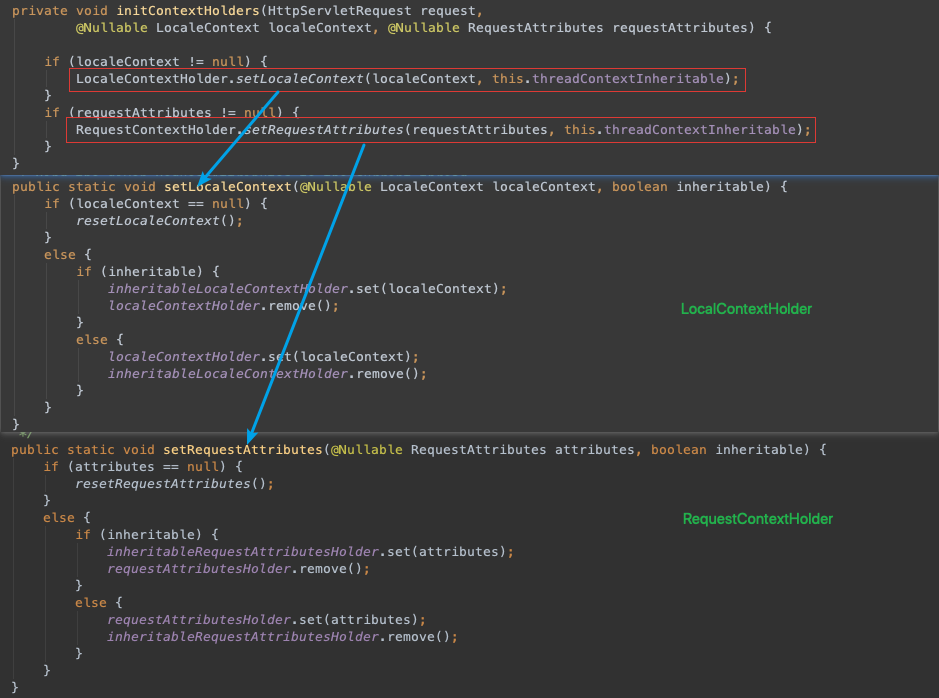 private void initContextHolders(HttpServletRequest request,
        @Nullable LocaleContext localeContext, @Nullable RequestAttributes requestAttributes) {

    if (localeContext != null) {
        LocaleContextHolder.setLocaleContext(localeContext, this.threadContextInheritable);
    }
    if (requestAttributes != null) {
        RequestContextHolder.setRequestAttributes(requestAttributes, this.threadContextInheritable);
    }
}
public static void setLocaleContext(@Nullable LocaleContext localeContext, boolean inheritable) {
    if (localeContext == null) {
        resetLocaleContext();
    }
    else {
        if (inheritable) {
            inheritableLocaleContextHolder.set(localeContext);
            localeContextHolder.remove();
LocalContextHolder
        }
        else {
            localeContextHolder.set(localeContext);
            inheritableLocaleContextHolder.remove();
        }
    }
}
*/
public static void setRequestAttributes(@Nullable RequestAttributes attributes, boolean inheritable) {
    if (attributes == null) {
        resetRequestAttributes();
    }
    else {
RequestContextHolder
        if (inheritable) {
            inheritableRequestAttributesHolder.set(attributes);
            requestAttributesHolder.remove();
        }
        else {
            requestAttributesHolder.set(attributes);
            inheritableRequestAttributesHolder.remove();
        }
    }
}